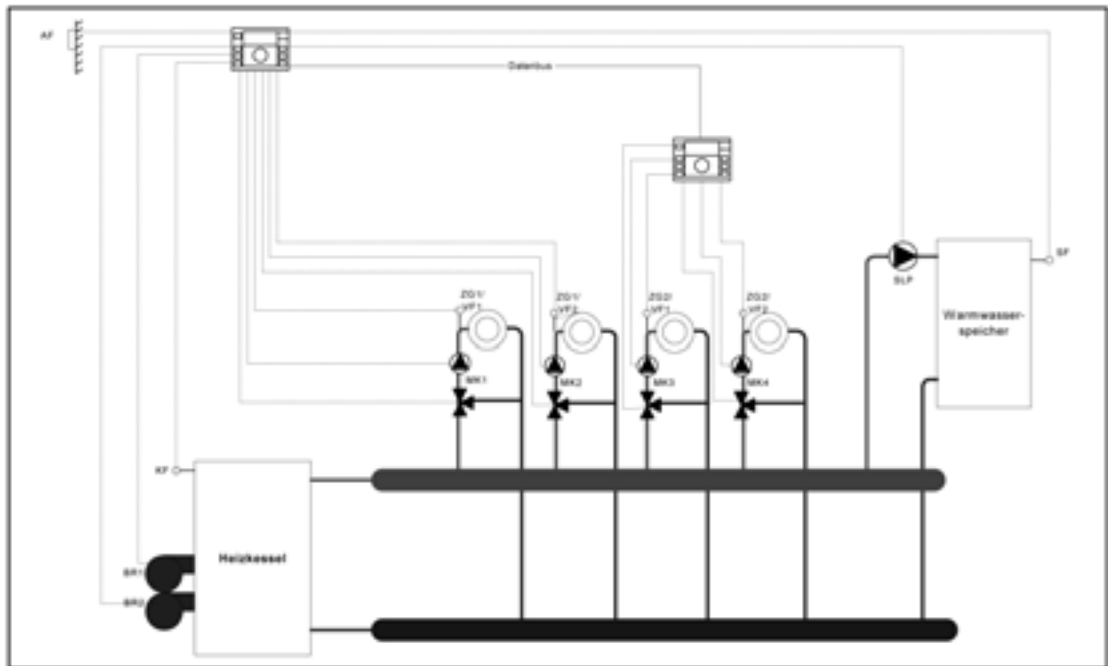 AF
Datenbus
SF
SLP
Warmwasser-
speicher
ZG1/
VF1
ZG1/
VF2
ZG2/
VF1
ZG2/
VF2
MK1
MK2
MK3
MK4
KF
Heizkessel
BR1
BR2